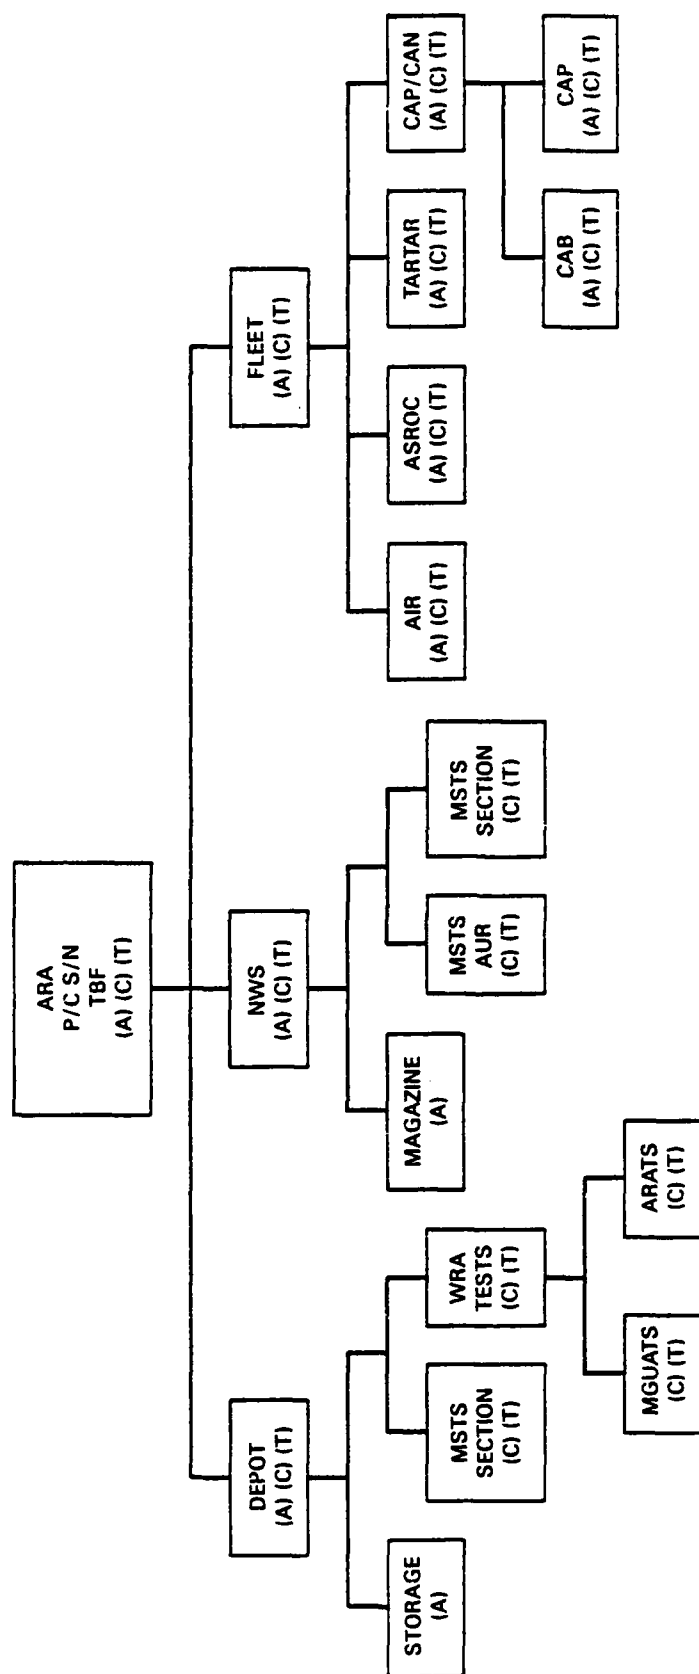 ARA
P/C S/N
TBF
(A) (C) (T)
DEPOT
(A) (C) (T)
NWS
(A) (C) (T)
FLEET
(A) (C) (T)
STORAGE
(A)
MSTS
SECTION
(C) (T)
WRA
TESTS
(C) (T)
MGUATS
(C) (T)
ARATS
(C) (T)
MAGAZINE
(A)
MSTS
AUR
(C) (T)
MSTS
SECTION
(C) (T)
AIR
(A) (C) (T)
ASROC
(A) (C) (T)
TARTAR
(A) (C) (T)
CAP/CAN
(A) (C) (T)
CAB
(A) (C) (T)
CAP
(A) (C) (T)